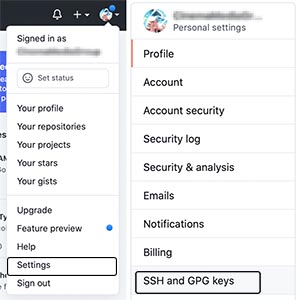 Signed in as
Set status
Your profile
Your repositories
Your projects
Your stars
Your gists
Upgrade
Feature preview
Help
Settings
Sign out
Personal settings
Profile
Account
Account security
Security log
Security & analysis
Emails
Notifications
Billing
SSH and GPG keys